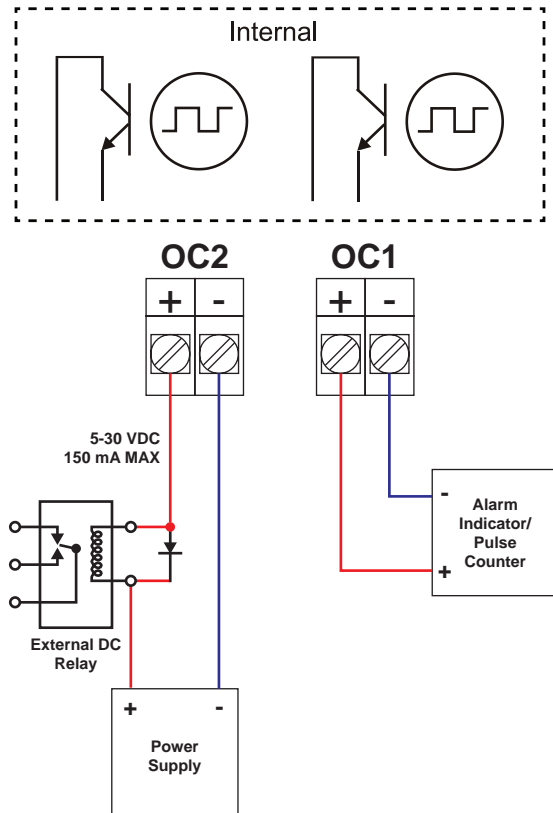 Internal
OC2
OC1
+ -
+ -
5-30 VDC
150 mA MAX
External DC
Relay
-
+
Alarm
Indicator/
Pulse
Counter
+ -
Power
Supply